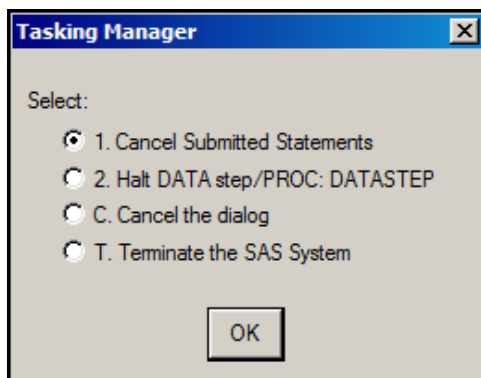 Tasking Manager
Select:
1. Cancel Submitted Statements
2. Halt DATA step/PROC: DATASTEP
C. Cancel the dialog
T. Terminate the SAS System
OK